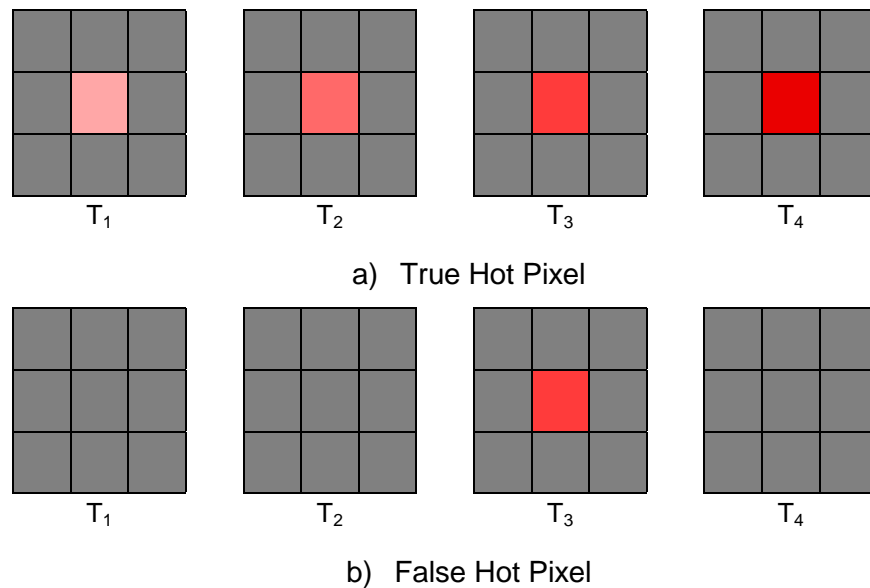 T₁ T₂ T₃ T₄
a) True Hot Pixel
T₁ T₂ T₃ T₄
b) False Hot Pixel